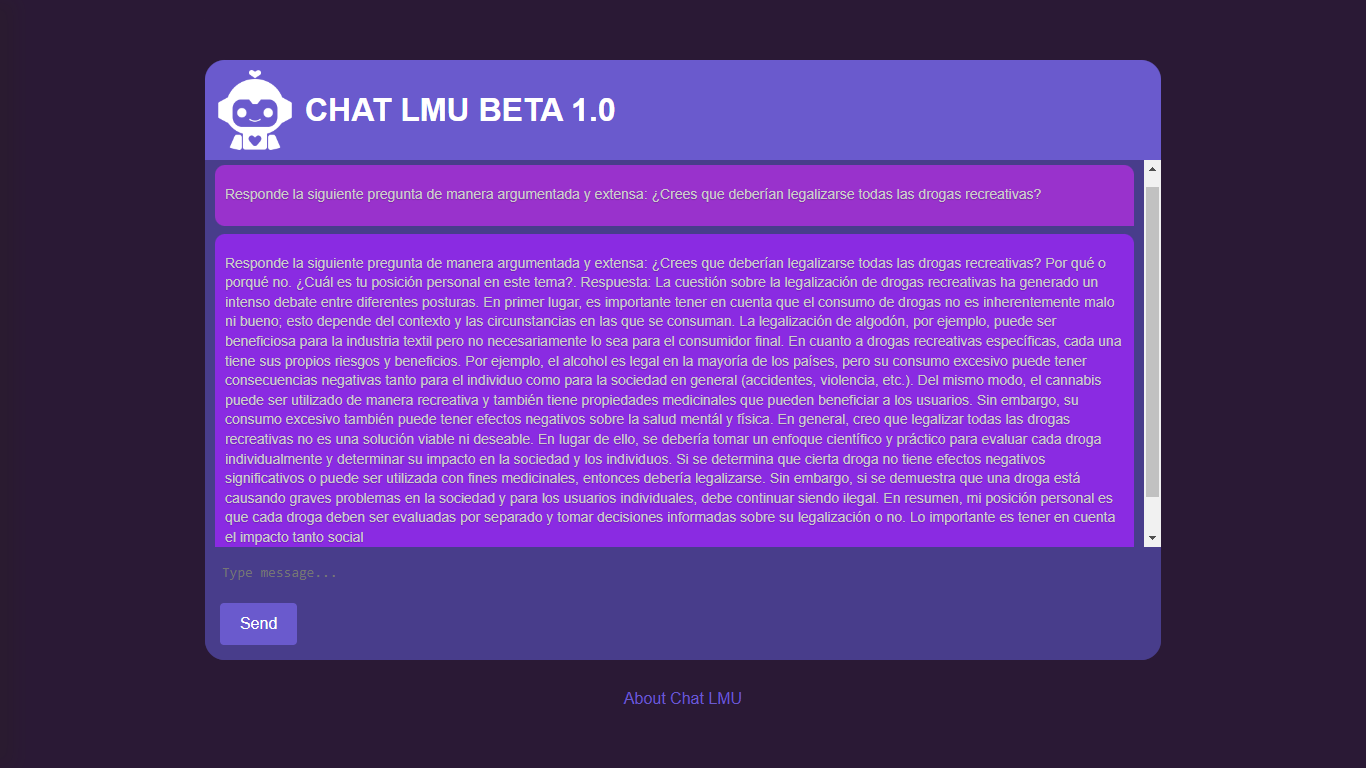 CHAT LMU BETA 1.0
Responde la siguiente pregunta de manera argumentada y extensa: ¿Crees que deberían legalizarse todas las drogas recreativas?
Responde la siguiente pregunta de manera argumentada y extensa: ¿Crees que deberían legalizarse todas las drogas recreativas? Por qué o
porqué no. ¿Cuál es tu posición personal en este tema?. Respuesta: La cuestión sobre la legalización de drogas recreativas ha generado un
intenso debate entre diferentes posturas. En primer lugar, es importante tener en cuenta que el consumo de drogas no es inherentemente malo
ni bueno; esto depende del contexto y las circunstancias en las que se consuman. La legalización de algodón, por ejemplo, puede ser
beneficiosa para la industria textil pero no necesariamente lo sea para el consumidor final. En cuanto a drogas recreativas específicas, cada una
tiene sus propios riesgos y beneficios. Por ejemplo, el alcohol es legal en la mayoría de los países, pero su consumo excesivo puede tener
consecuencias negativas tanto para el individuo como para la sociedad en general (accidentes, violencia, etc.). Del mismo modo, el cannabis
puede ser utilizado de manera recreativa y también tiene propiedades medicinales que pueden beneficiar a los usuarios. Sin embargo, su
consumo excesivo también puede tener efectos negativos sobre la salud mentál y física. En general, creo que legalizar todas las drogas
recreativas no es una solución viable ni deseable. En lugar de ello, se debería tomar un enfoque científico y práctico para evaluar cada droga
individualmente y determinar su impacto en la sociedad y los individuos. Si se determina que cierta droga no tiene efectos negativos
significativos o puede ser utilizada con fines medicinales, entonces debería legalizarse. Sin embargo, si se demuestra que una droga está
causando graves problemas en la sociedad y para los usuarios individuales, debe continuar siendo ilegal. En resumen, mi posición personal es
que cada droga deben ser evaluadas por separado y tomar decisiones informadas sobre su legalización o no. Lo importante es tener en cuenta
el impacto tanto social
Type message...
Send
About Chat LMU